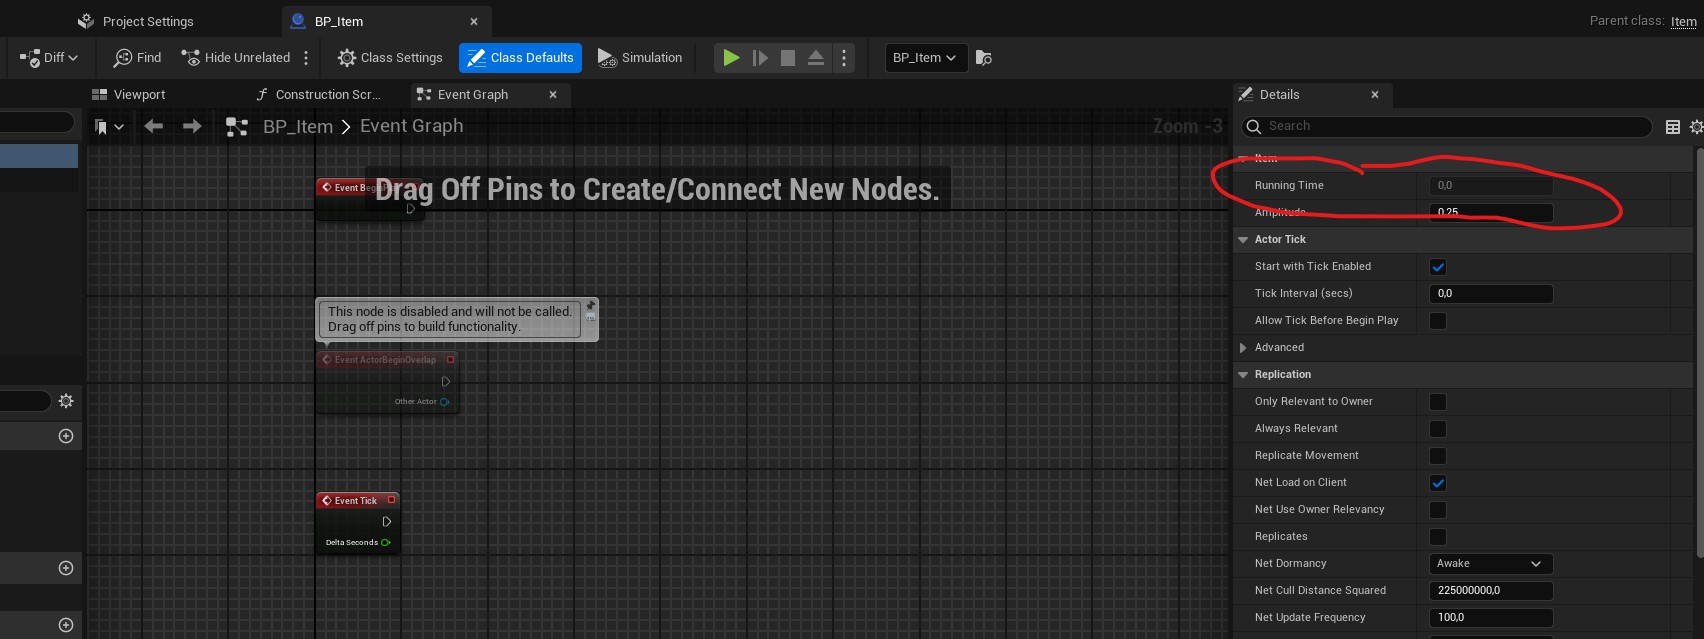 Project Settings
BP_Item
Parent class: Item
Diff
Find
Hide Unrelated
Class Settings
Class Defaults
Simulation
BP_Item
Viewport
Construction Scr...
Event Graph
Details
BP_Item > Event Graph
Zoom -3
Search
Drag Off Pins to Create/Connect New Nodes.
Event
Item
Running Time
0,0
Amplitude
0,25
Actor Tick
Start with Tick Enabled
Tick Interval (secs)
0,0
Allow Tick Before Begin Play
Advanced
This node is disabled and will not be called.
Drag off pins to build functionality.
Event ActorBeginOverlap
Other Actor
Replication
Only Relevant to Owner
Always Relevant
Replicate Movement
Net Load on Client
Net Use Owner Relevancy
Replicates
Event Tick
Delta Seconds
Net Dormancy
Awake
Net Cull Distance Squared
225000000,0
Net Update Frequency
100,0